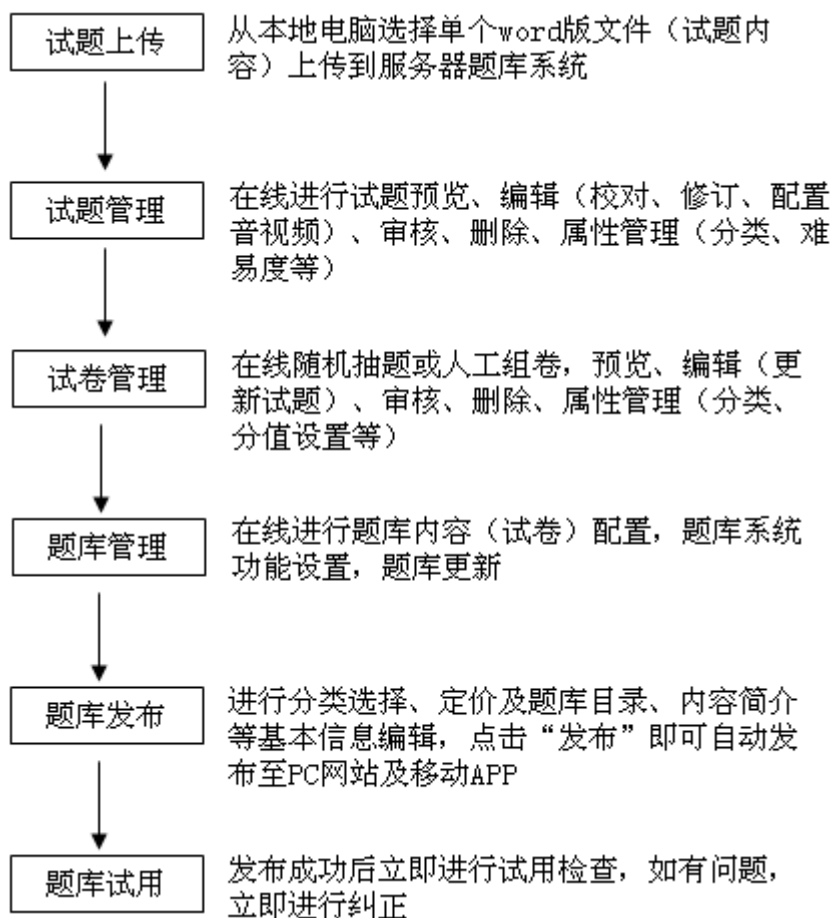 试题上传
从本地电脑选择单个word版文件（试题内
容）上传到服务器题库系统
试题管理
在线进行试题预览、编辑（校对、修订、配置
音视频）、审核、删除、属性管理（分类、难
易度等）
试卷管理
在线随机抽题或人工组卷，预览、编辑（更
新试题）、审核、删除、属性管理（分类、
分值设置等）
题库管理
在线进行题库内容（试卷）配置，题库系统
功能设置，题库更新
题库发布
进行分类选择、定价及题库目录、内容简介
等基本信息编辑，点击“发布”即可自动发
布至PC网站及移动APP
题库试用
发布成功后立即进行试用检查，如有问题，
立即进行纠正